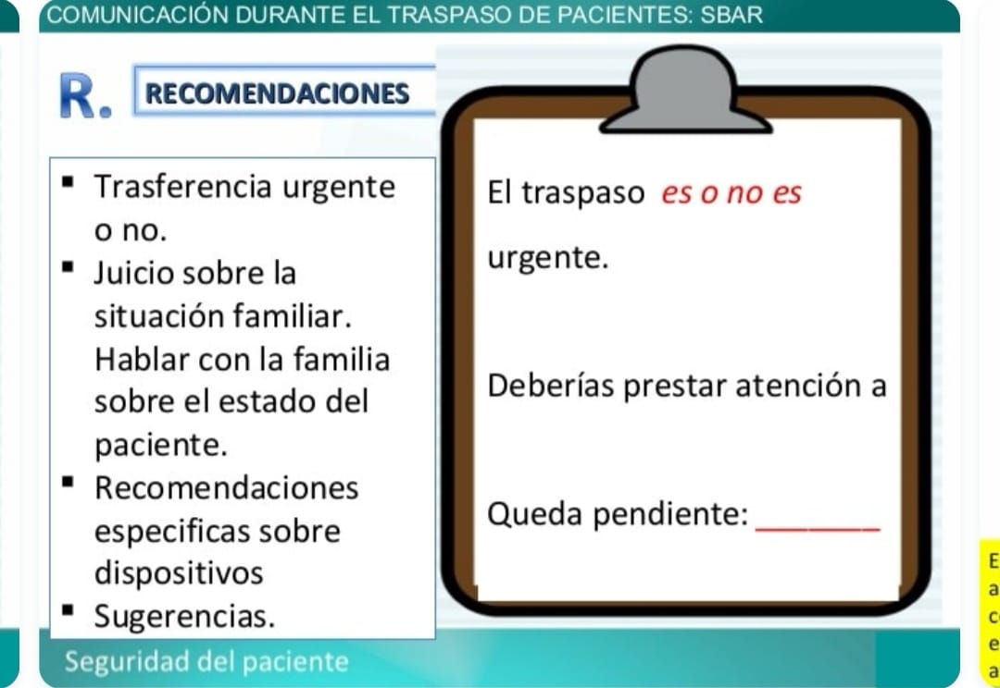 COMUNICACIÓN DURANTE EL TRASPASO DE PACIENTES: SBAR
R.
RECOMENDACIONES
▪ Trasferencia urgente
o no.
▪ Juicio sobre la
situación familiar.
Hablar con la familia
sobre el estado del
paciente.
▪ Recomendaciones
especificas sobre
dispositivos
▪ Sugerencias.
El traspaso es o no es
urgente.
Deberías prestar atención a
Queda pendiente: _______
Seguridad del paciente